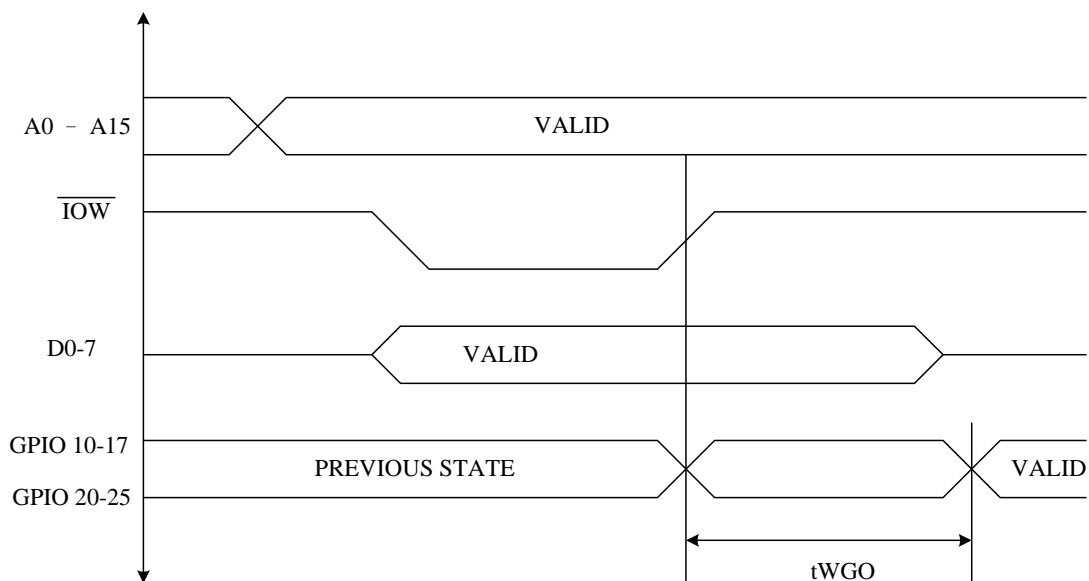 A0 - A15
VALID
IOW
D0-7
VALID
GPIO 10-17
GPIO 20-25
PREVIOUS STATE
VALID
tWGO